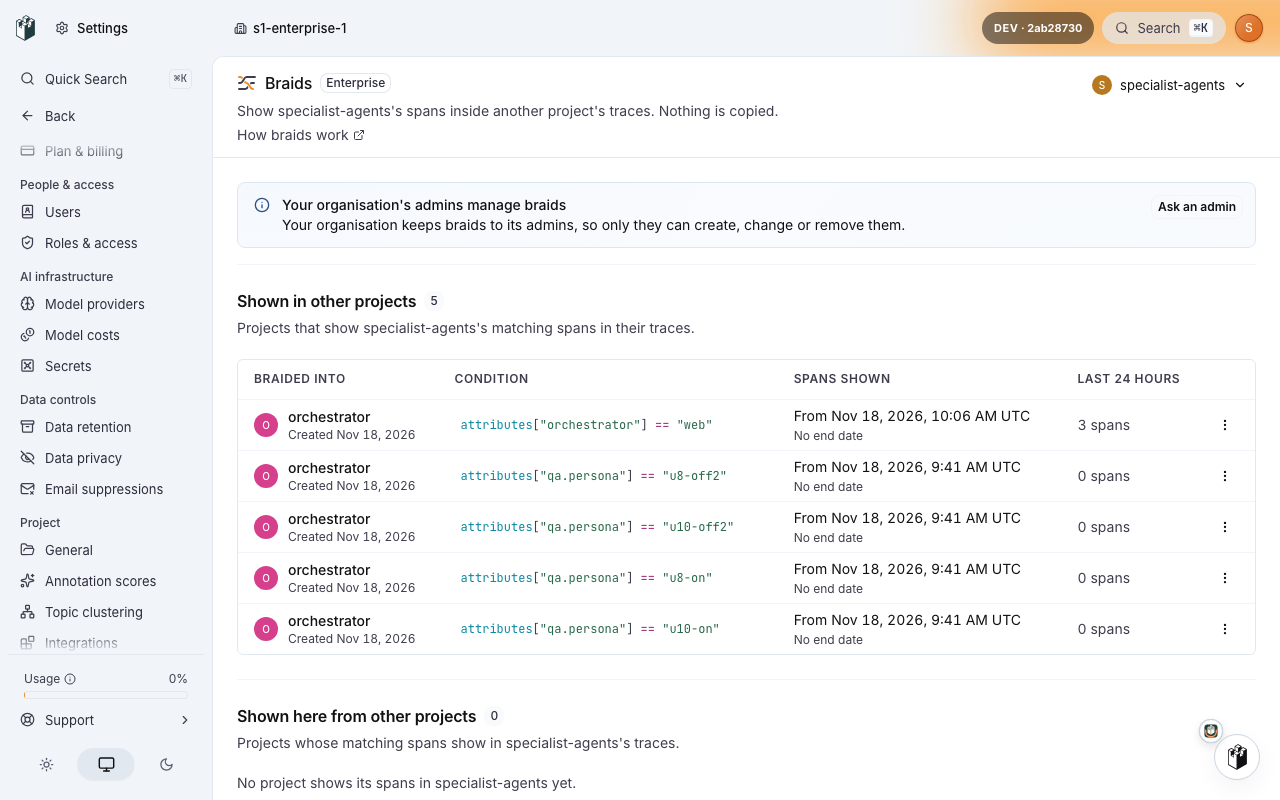 Settings
s1-enterprise-1
DEV · 2ab28730
Search ⌘K
S
Quick Search ⌘K
Back
Plan & billing
People & access
Users
Roles & access
AI infrastructure
Model providers
Model costs
Secrets
Data controls
Data retention
Data privacy
Email suppressions
Project
General
Annotation scores
Topic clustering
Integrations
Usage 0%
Support
Braids Enterprise
S specialist-agents
Show specialist-agents's spans inside another project's traces. Nothing is copied.
How braids work
Your organisation's admins manage braids
Your organisation keeps braids to its admins, so only they can create, change or remove them.
Ask an admin
Shown in other projects 5
Projects that show specialist-agents's matching spans in their traces.
BRAIDED INTO CONDITION SPANS SHOWN LAST 24 HOURS
O orchestrator
Created Nov 18, 2026
attributes["orchestrator"] == "web"
From Nov 18, 2026, 10:06 AM UTC
No end date
3 spans
O orchestrator
Created Nov 18, 2026
attributes["qa.persona"] == "u8-off2"
From Nov 18, 2026, 9:41 AM UTC
No end date
0 spans
O orchestrator
Created Nov 18, 2026
attributes["qa.persona"] == "u10-off2"
From Nov 18, 2026, 9:41 AM UTC
No end date
0 spans
O orchestrator
Created Nov 18, 2026
attributes["qa.persona"] == "u8-on"
From Nov 18, 2026, 9:41 AM UTC
No end date
0 spans
O orchestrator
Created Nov 18, 2026
attributes["qa.persona"] == "u10-on"
From Nov 18, 2026, 9:41 AM UTC
No end date
0 spans
Shown here from other projects 0
Projects whose matching spans show in specialist-agents's traces.
No project shows its spans in specialist-agents yet.